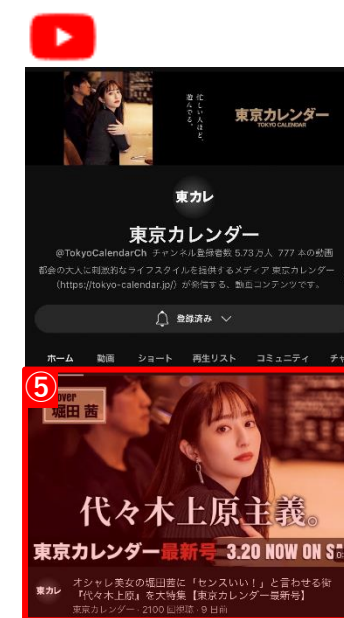 忙しい人ほど、
遊んでる。
東京カレンダー
TOKYO CALENDAR
東カレ
東京カレンダー
@TokyoCalendarCh チャンネル登録者数 5.73万人 777 本の動画
都会の大人に刺激的なライフスタイルを提供するメディア 東京カレンダー
(https://tokyo-calendar.jp/) が発信する、動画コンテンツです。
登録済み
ホーム 動画 ショート 再生リスト コミュニティ チャ
⑤
cover
堀田 茜
代々木上原主義。
東京カレンダー最新号 3.20 NOW ON S
東カレ
オシャレ美女の堀田茜に「センスいい！」と言わせる街
『代々木上原』を大特集【東京カレンダー最新号】
東京カレンダー・2100 回視聴・9 日前